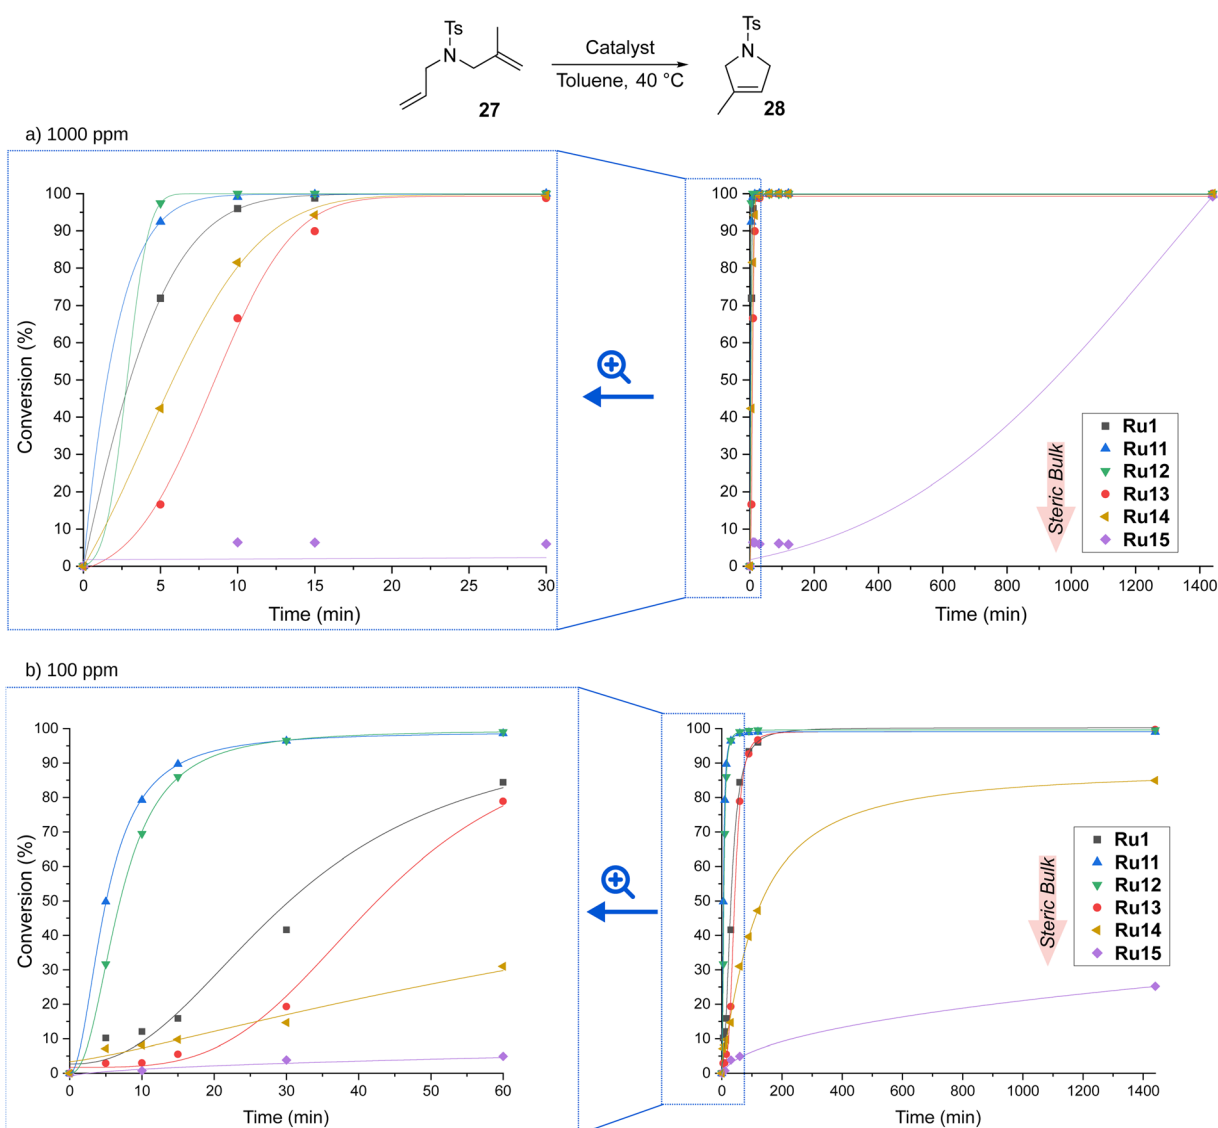 Ts
N
27
Catalyst
Toluene, 40 °C
Ts
N
28
a) 1000 ppm
100
90
80
70
60
50
40
30
20
10
0
Conversion (%)
0 5 10 15 20 25 30
Time (min)
100
90
80
70
60
50
40
30
20
10
0
0 200 400 600 800 1000 1200 1400
Time (min)
Steric Bulk
Ru1
Ru11
Ru12
Ru13
Ru14
Ru15
b) 100 ppm
100
90
80
70
60
50
40
30
20
10
0
Conversion (%)
0 10 20 30 40 50 60
Time (min)
100
90
80
70
60
50
40
30
20
10
0
0 200 400 600 800 1000 1200 1400
Time (min)
Steric Bulk
Ru1
Ru11
Ru12
Ru13
Ru14
Ru15